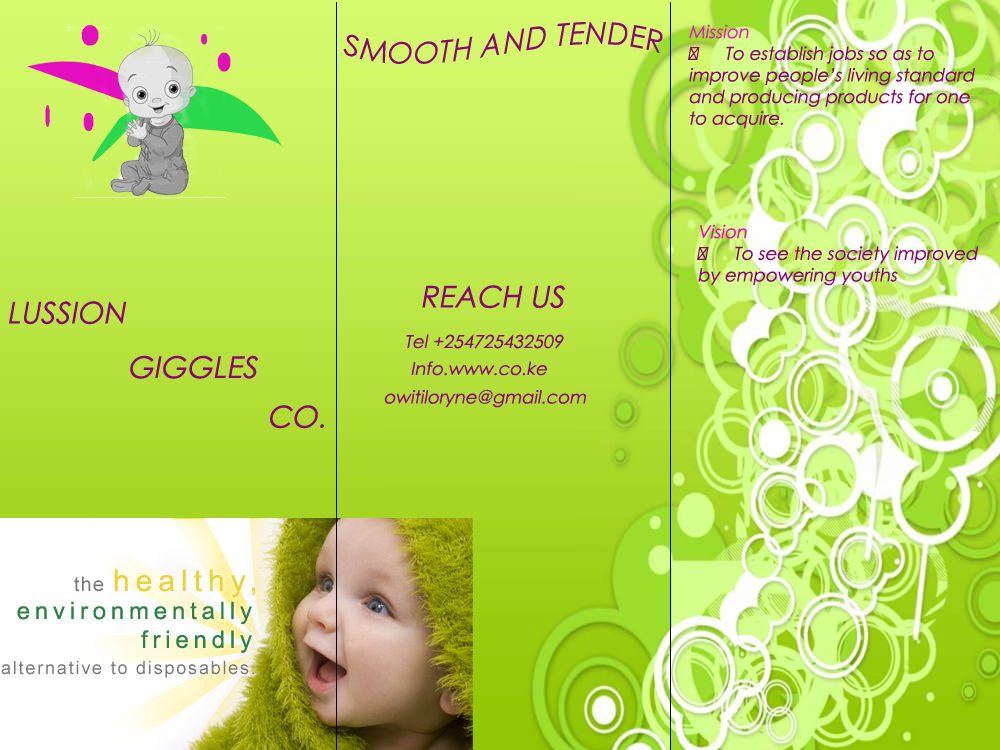 LUSSION
GIGGLES
CO.
the healthy,
environmentally
friendly
alternative to disposables.
SMOOTH AND TENDER
REACH US
Tel +254725432509
Info.www.co.ke
owitiloryne@gmail.com
Mission
To establish jobs so as to
improve people's living standard
and producing products for one
to acquire.
Vision
To see the society improved
by empowering youths